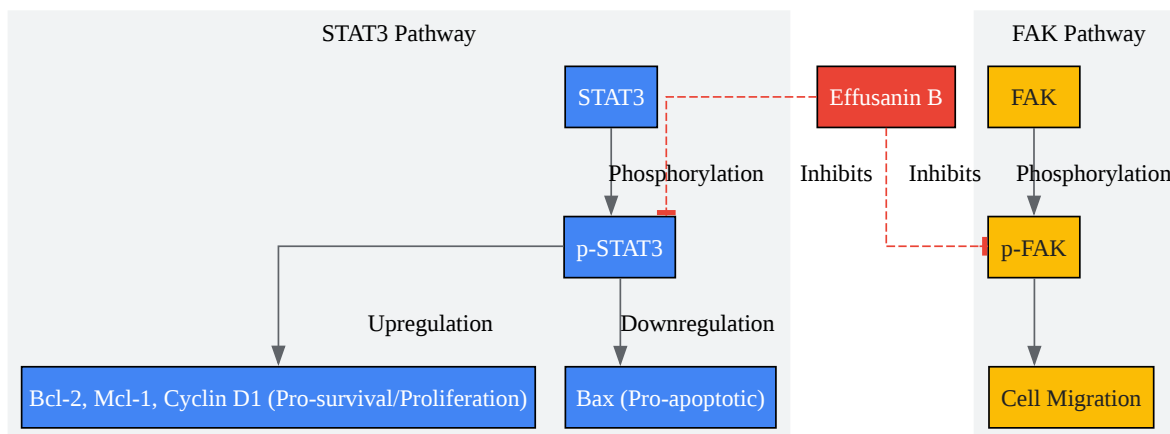 STAT3 Pathway
FAK Pathway
STAT3
Effusanin B
FAK
Phosphorylation
Inhibits
Inhibits
Phosphorylation
p-STAT3
p-FAK
Upregulation
Downregulation
Bcl-2, Mcl-1, Cyclin D1 (Pro-survival/Proliferation)
Bax (Pro-apoptotic)
Cell Migration